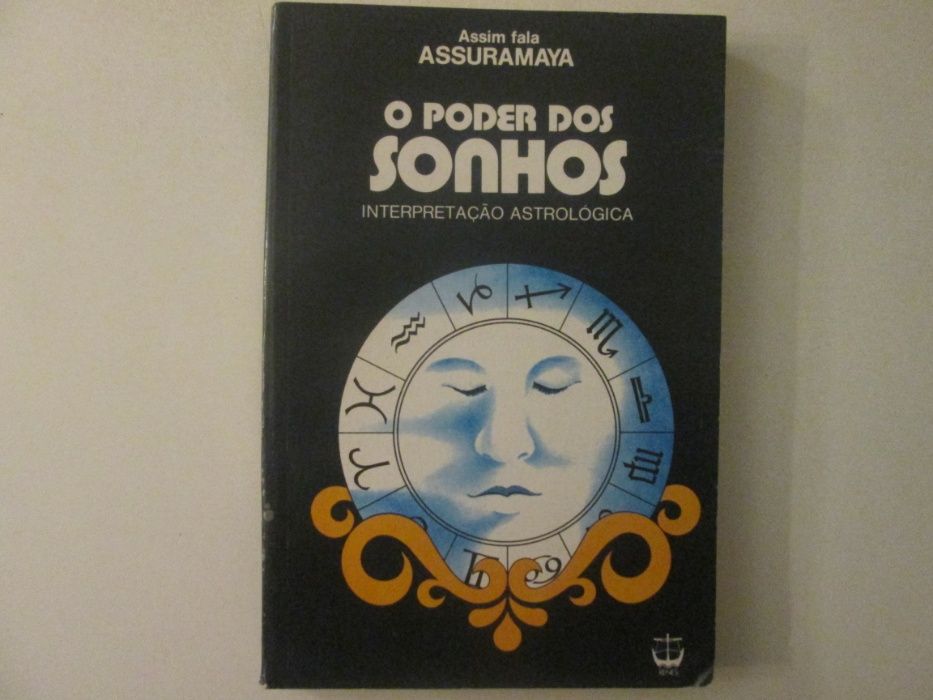 Assim fala
ASSURAMAYA
O PODER DOS
SONHOS
INTERPRETAÇÃO ASTROLÓGICA